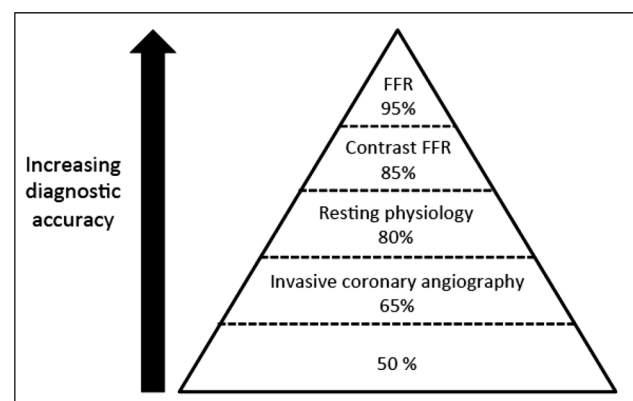 FFR
95%
Contrast FFR
85%
Increasing
diagnostic
accuracy
Resting physiology
80%
Invasive coronary angiography
65%
50 %